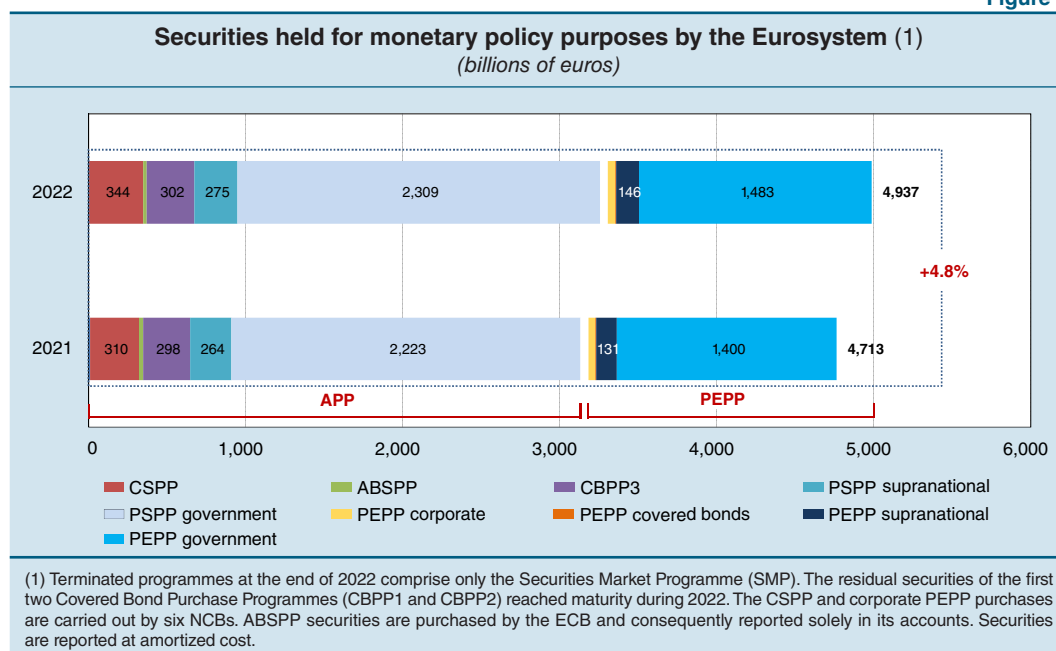 Figure
Securities held for monetary policy purposes by the Eurosystem (1)
(billions of euros)
2022
344
302
275
2,309
146
1,483
4,937
+4.8%
2021
310
298
264
2,223
131
1,400
4,713
APP
PEPP
0
1,000
2,000
3,000
4,000
5,000
6,000
CSPP
ABSPP
CBPP3
PSPP supranational
PSPP government
PEPP corporate
PEPP covered bonds
PEPP supranational
PEPP government
(1) Terminated programmes at the end of 2022 comprise only the Securities Market Programme (SMP). The residual securities of the first
two Covered Bond Purchase Programmes (CBPP1 and CBPP2) reached maturity during 2022. The CSPP and corporate PEPP purchases
are carried out by six NCBs. ABSPP securities are purchased by the ECB and consequently reported solely in its accounts. Securities
are reported at amortized cost.